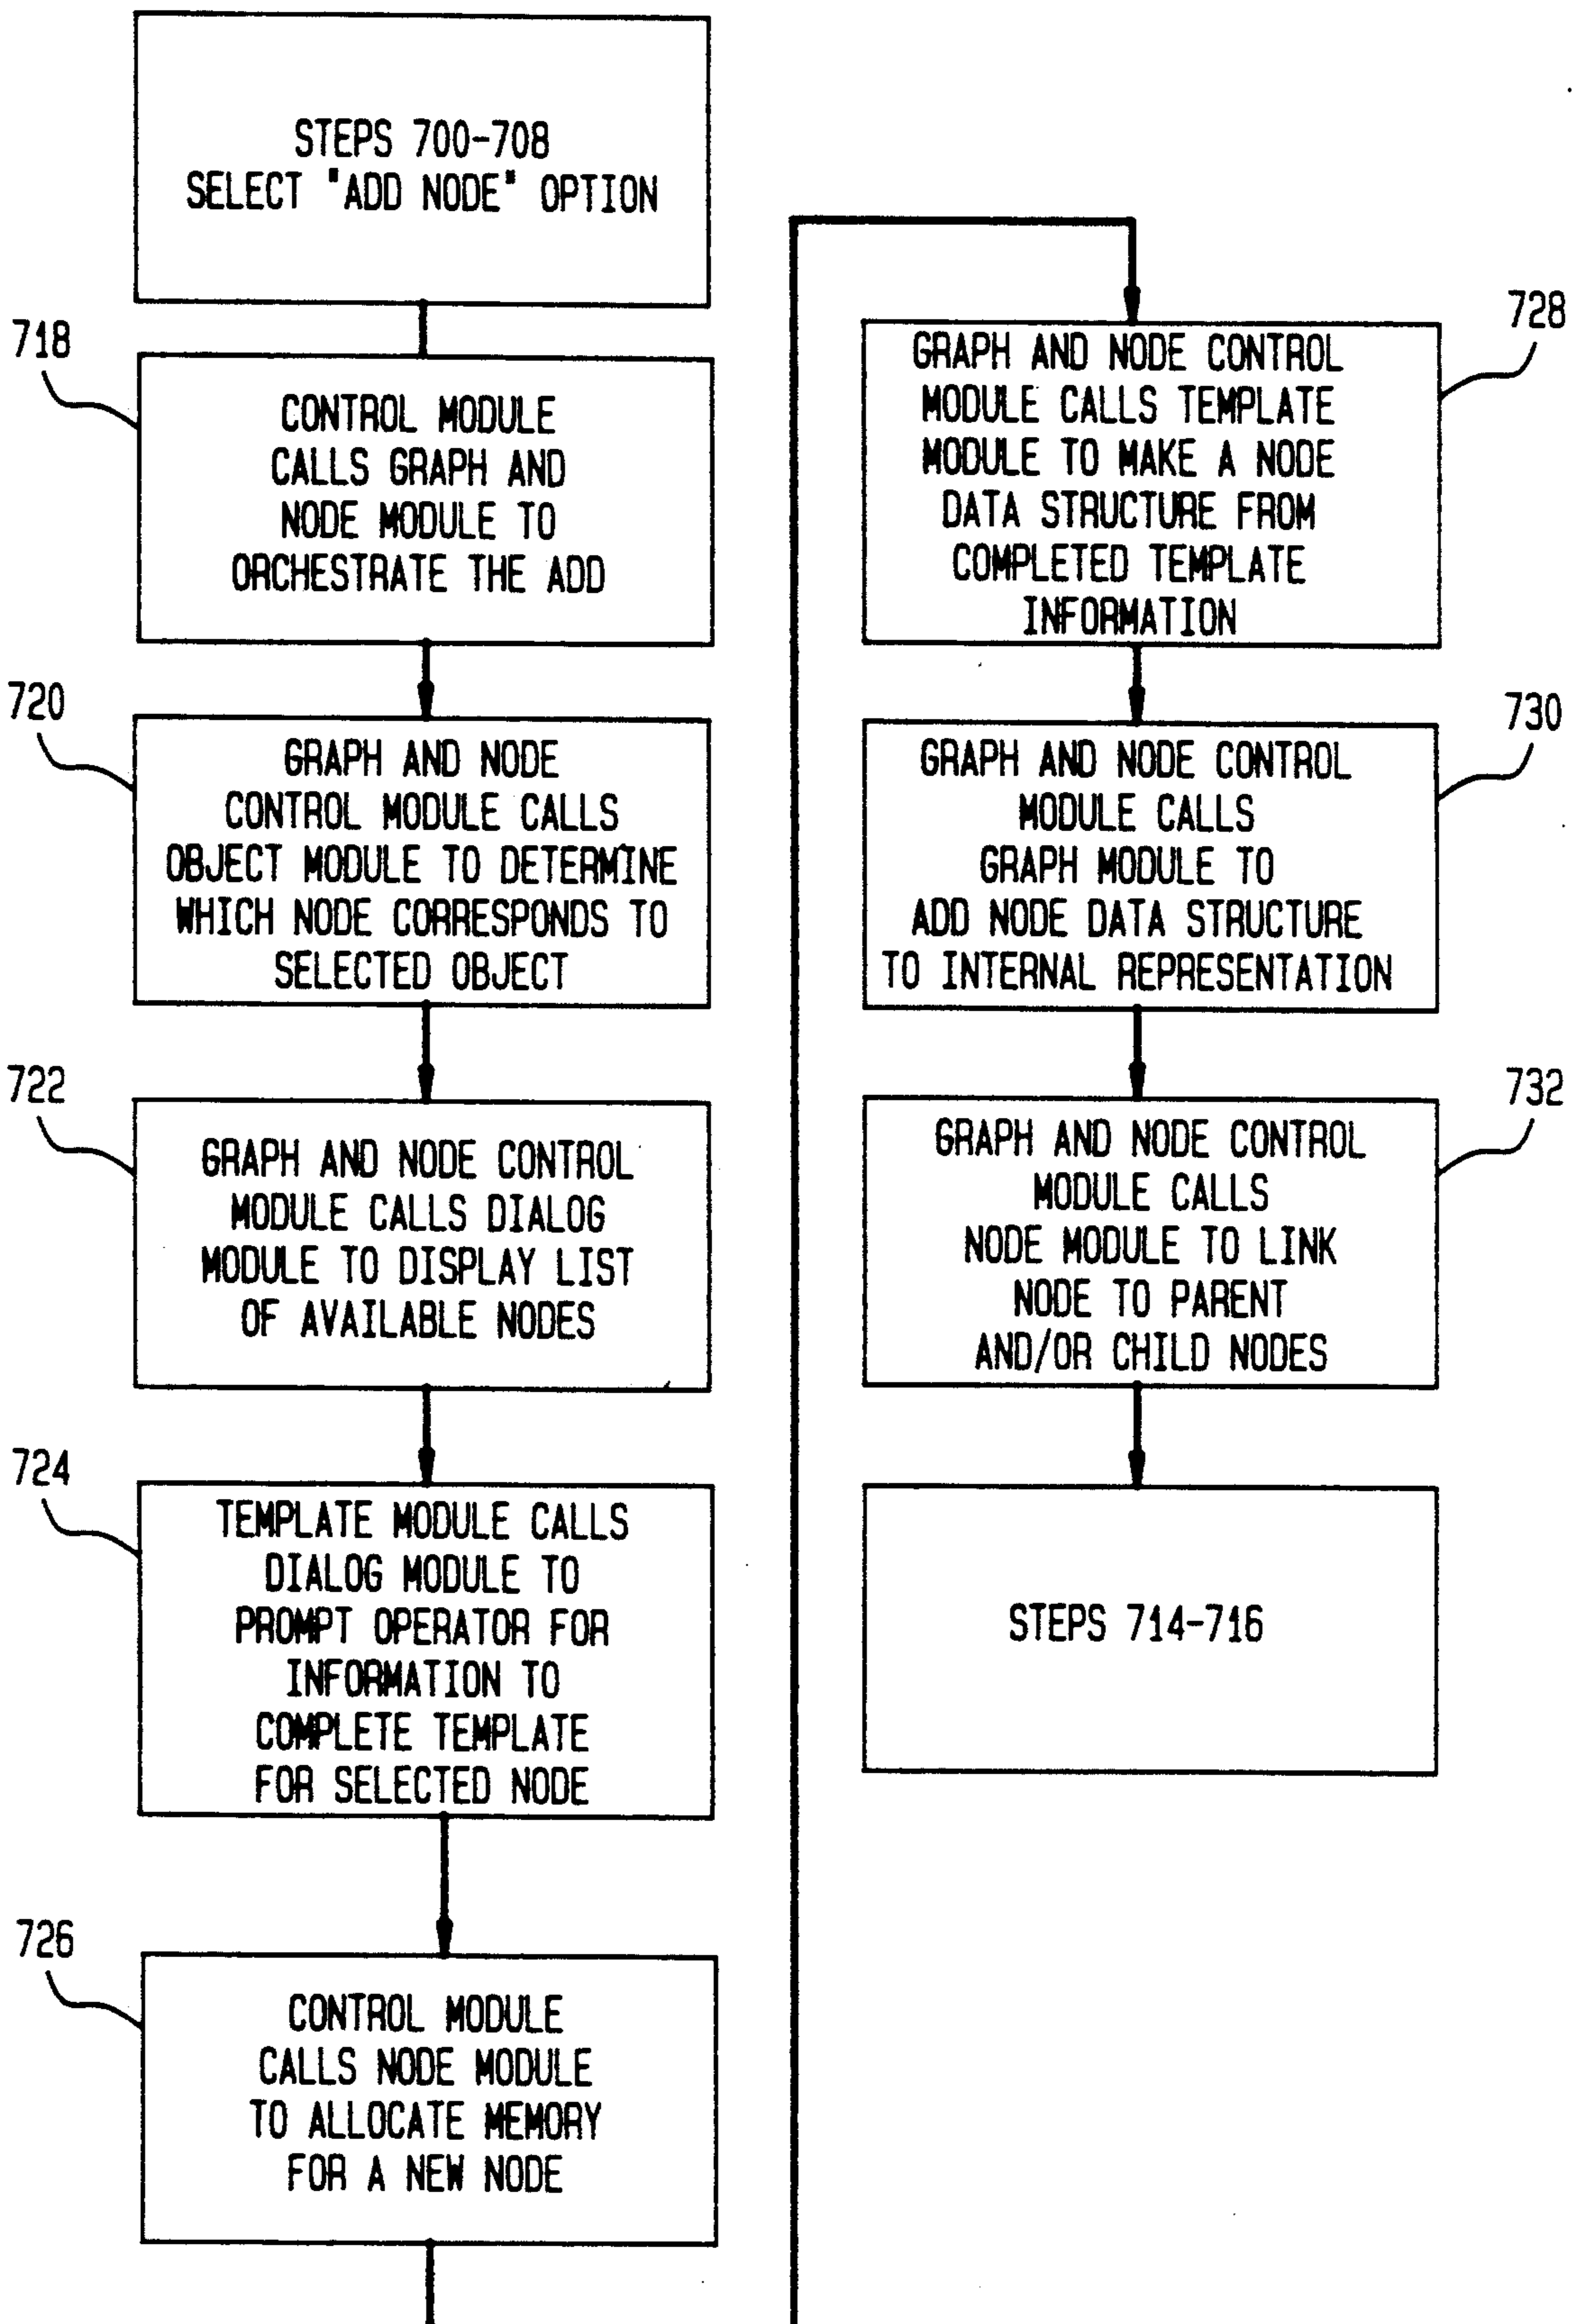 STEPS 700-708
SELECT "ADD NODE" OPTION
718
CONTROL MODULE
CALLS GRAPH AND
NODE MODULE TO
ORCHESTRATE THE ADD
720
GRAPH AND NODE
CONTROL MODULE CALLS
OBJECT MODULE TO DETERMINE
WHICH NODE CORRESPONDS TO
SELECTED OBJECT
722
GRAPH AND NODE CONTROL
MODULE CALLS DIALOG
MODULE TO DISPLAY LIST
OF AVAILABLE NODES
724
TEMPLATE MODULE CALLS
DIALOG MODULE TO
PROMPT OPERATOR FOR
INFORMATION TO
COMPLETE TEMPLATE
FOR SELECTED NODE
726
CONTROL MODULE
CALLS NODE MODULE
TO ALLOCATE MEMORY
FOR A NEW NODE
728
GRAPH AND NODE CONTROL
MODULE CALLS TEMPLATE
MODULE TO MAKE A NODE
DATA STRUCTURE FROM
COMPLETED TEMPLATE
INFORMATION
730
GRAPH AND NODE CONTROL
MODULE CALLS
GRAPH MODULE TO
ADD NODE DATA STRUCTURE
TO INTERNAL REPRESENTATION
732
GRAPH AND NODE CONTROL
MODULE CALLS
NODE MODULE TO LINK
NODE TO PARENT
AND/OR CHILD NODES
STEPS 714-716